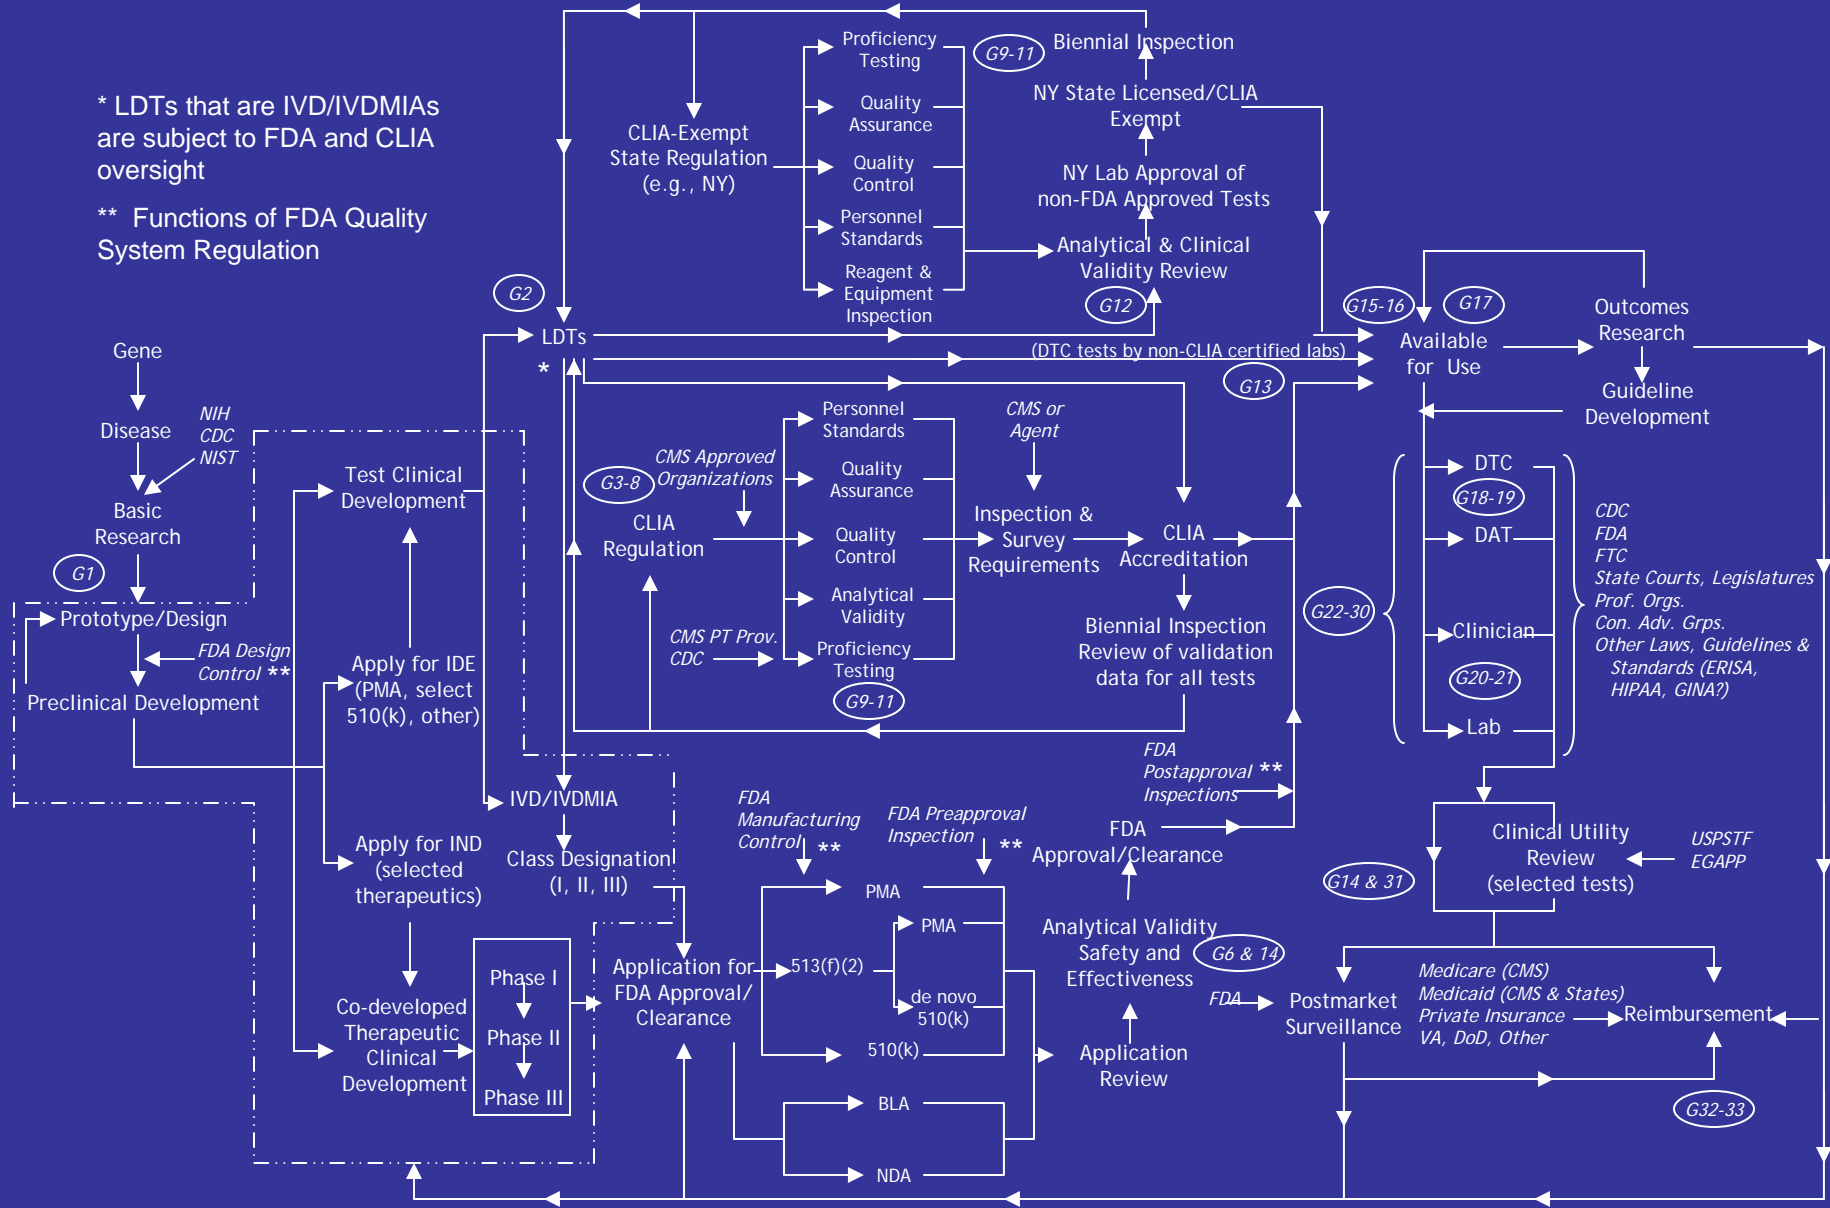 * LDTs that are IVD/IVDMIAs
are subject to FDA and CLIA
oversight
** Functions of FDA Quality
System Regulation
Gene
Disease
NIH
CDC
NIST
Basic
Research
G1
Prototype/Design
FDA Design
Control **
Preclinical Development
Test Clinical
Development
Apply for IDE
(PMA, select
510(k), other)
Apply for IND
(selected
therapeutics)
Co-developed
Therapeutic
Clinical
Development
Phase I
Phase II
Phase III
G2
LDTs
*
IVD/IVDMIA
Class Designation
(I, II, III)
CLIA-Exempt
State Regulation
(e.g., NY)
Proficiency
Testing
Quality
Assurance
Quality
Control
Personnel
Standards
Reagent &
Equipment
Inspection
G9-11
Biennial Inspection
NY State Licensed/CLIA
Exempt
NY Lab Approval of
non-FDA Approved Tests
Analytical & Clinical
Validity Review
G12
(DTC tests by non-CLIA certified labs)
G13
G3-8
CLIA
Regulation
CMS Approved
Organizations
CMS PT Prov.
CDC
Personnel
Standards
Quality
Assurance
Quality
Control
Analytical
Validity
Proficiency
Testing
G9-11
CMS or
Agent
Inspection &
Survey
Requirements
CLIA
Accreditation
Biennial Inspection
Review of validation
data for all tests
Application for
FDA Approval/
Clearance
FDA
Manufacturing
Control
**
FDA Preapproval
Inspection
**
PMA
513(f)(2)
PMA
de novo
510(k)
510(k)
BLA
NDA
Application
Review
Analytical Validity
Safety and
Effectiveness
FDA
Approval/Clearance
FDA
Postapproval **
Inspections
G6 & 14
FDA
Postmarket
Surveillance
G15-16
G17
Available
for Use
Outcomes
Research
Guideline
Development
DTC
G18-19
DAT
Clinician
G20-21
Lab
G22-30
CDC
FDA
FTC
State Courts, Legislatures
Prof. Orgs.
Con. Adv. Grps.
Other Laws, Guidelines &
Standards (ERISA,
HIPAA, GINA?)
Clinical Utility
Review
(selected tests)
USPSTF
EGAPP
G14 & 31
Medicare (CMS)
Medicaid (CMS & States)
Private Insurance
VA, DoD, Other
Reimbursement
G32-33